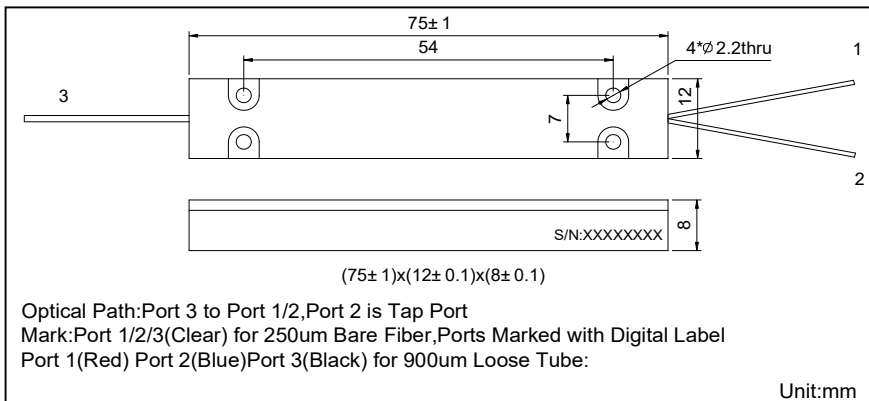 75± 1
54
4*Ø 2.2thru
1
3
7
12
2
S/N:XXXXXXXX
8
(75± 1)x(12± 0.1)x(8± 0.1)
Optical Path:Port 3 to Port 1/2,Port 2 is Tap Port
Mark:Port 1/2/3(Clear) for 250um Bare Fiber,Ports Marked with Digital Label
Port 1(Red) Port 2(Blue)Port 3(Black) for 900um Loose Tube:
Unit:mm